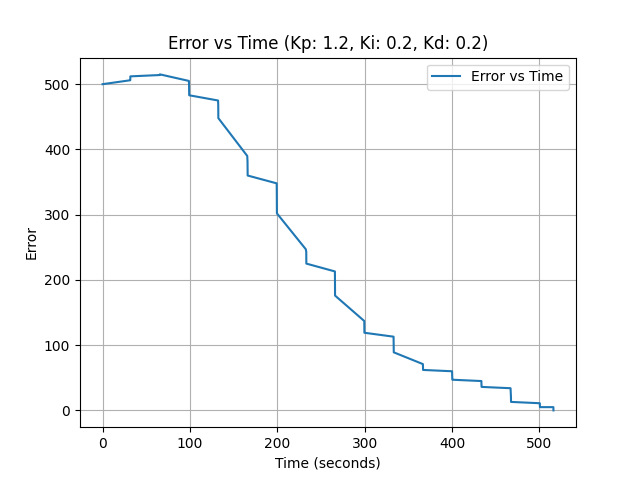 Error vs Time (Kp: 1.2, Ki: 0.2, Kd: 0.2)
Error vs Time
500
400
300
200
100
0
Error
0 100 200 300 400 500
Time (seconds)